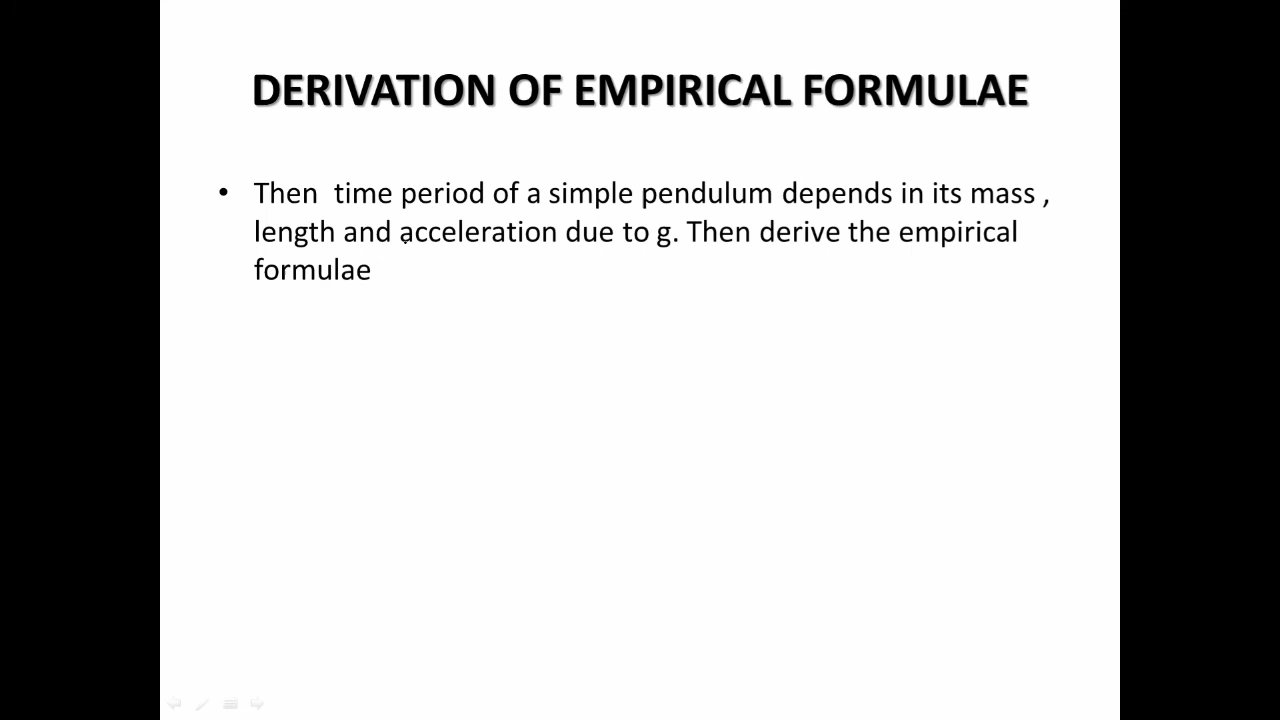 DERIVATION OF EMPIRICAL FORMULAE
• Then time period of a simple pendulum depends in its mass ,
length and acceleration due to g. Then derive the empirical
formulae